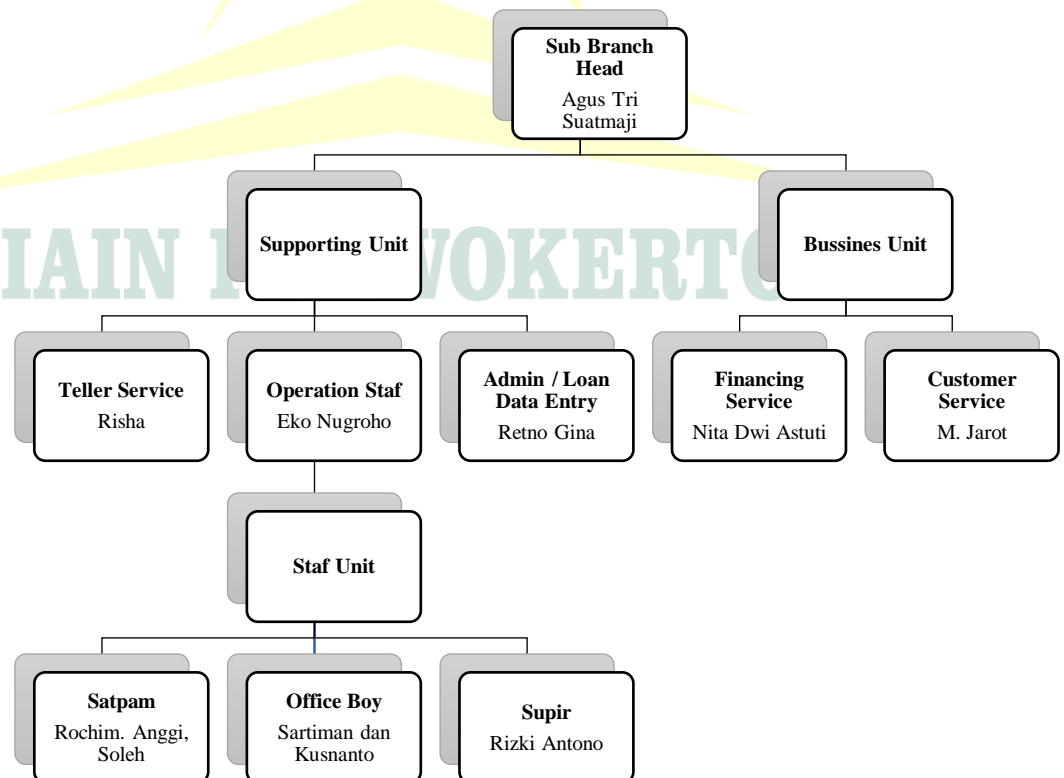 Sub Branch
Head
Agus Tri
Suatmaji
Supporting Unit
Bussines Unit
IAIN
Teller Service
Risha
Operation Staf
Eko Nugroho
Admin / Loan
Data Entry
Retno Gina
Financing
Service
Nita Dwi Astuti
Customer
Service
M. Jarot
Staf Unit
Satpam
Rochim. Anggi,
Soleh
Office Boy
Sartiman dan
Kusnanto
Supir
Rizki Antono